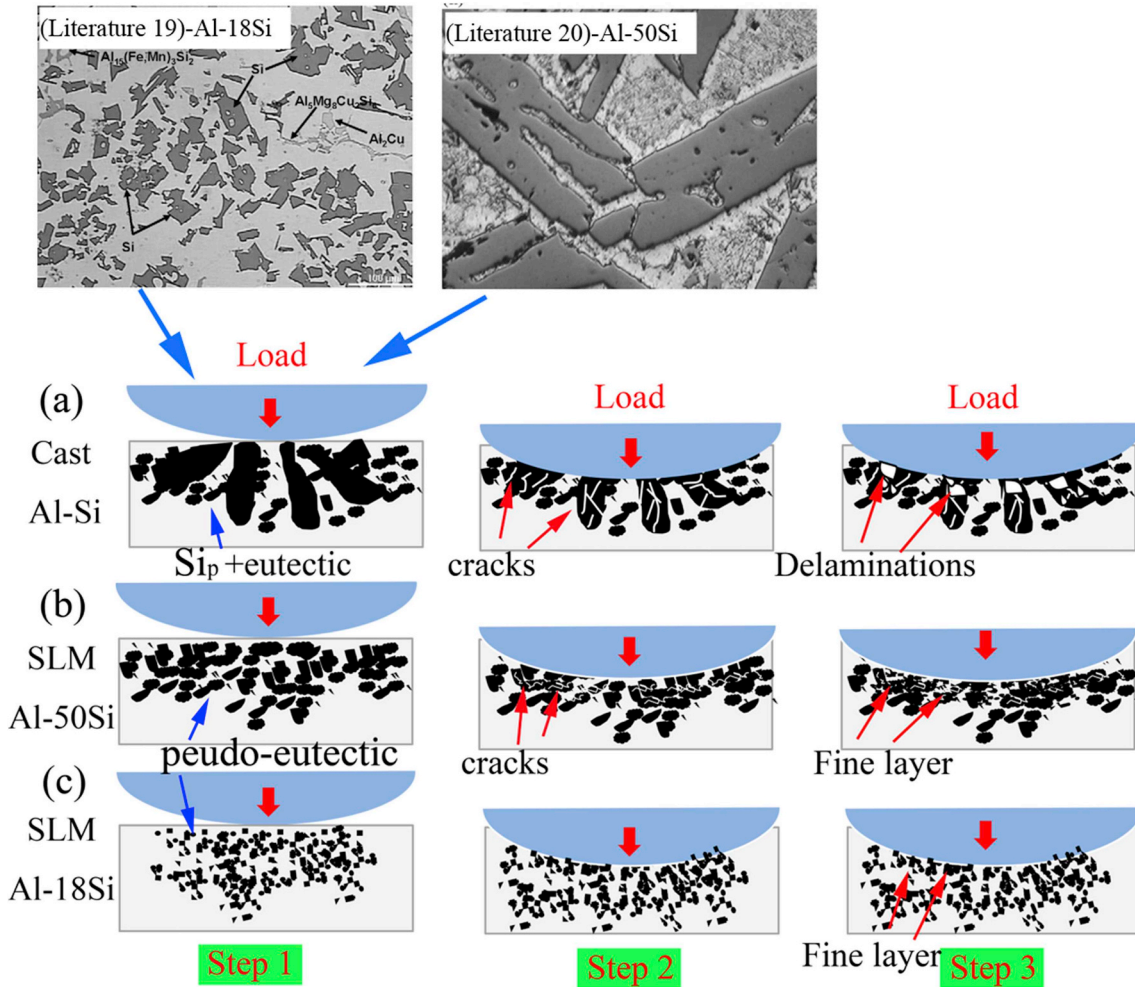 (Literature 19)-Al-18Si
Al₁₅(Fe,Mn)₃Si₂
Si
Al₅Mg₈Cu₂Si₆
Al₂Cu
Si
(Literature 20)-Al-50Si
Load
(a)
Cast
Al-Si
Load
Load
Siₚ +eutectic
cracks
Delaminations
(b)
SLM
Al-50Si
peudo-eutectic
cracks
Fine layer
(c)
SLM
Al-18Si
Fine layer
Step 1
Step 2
Step 3